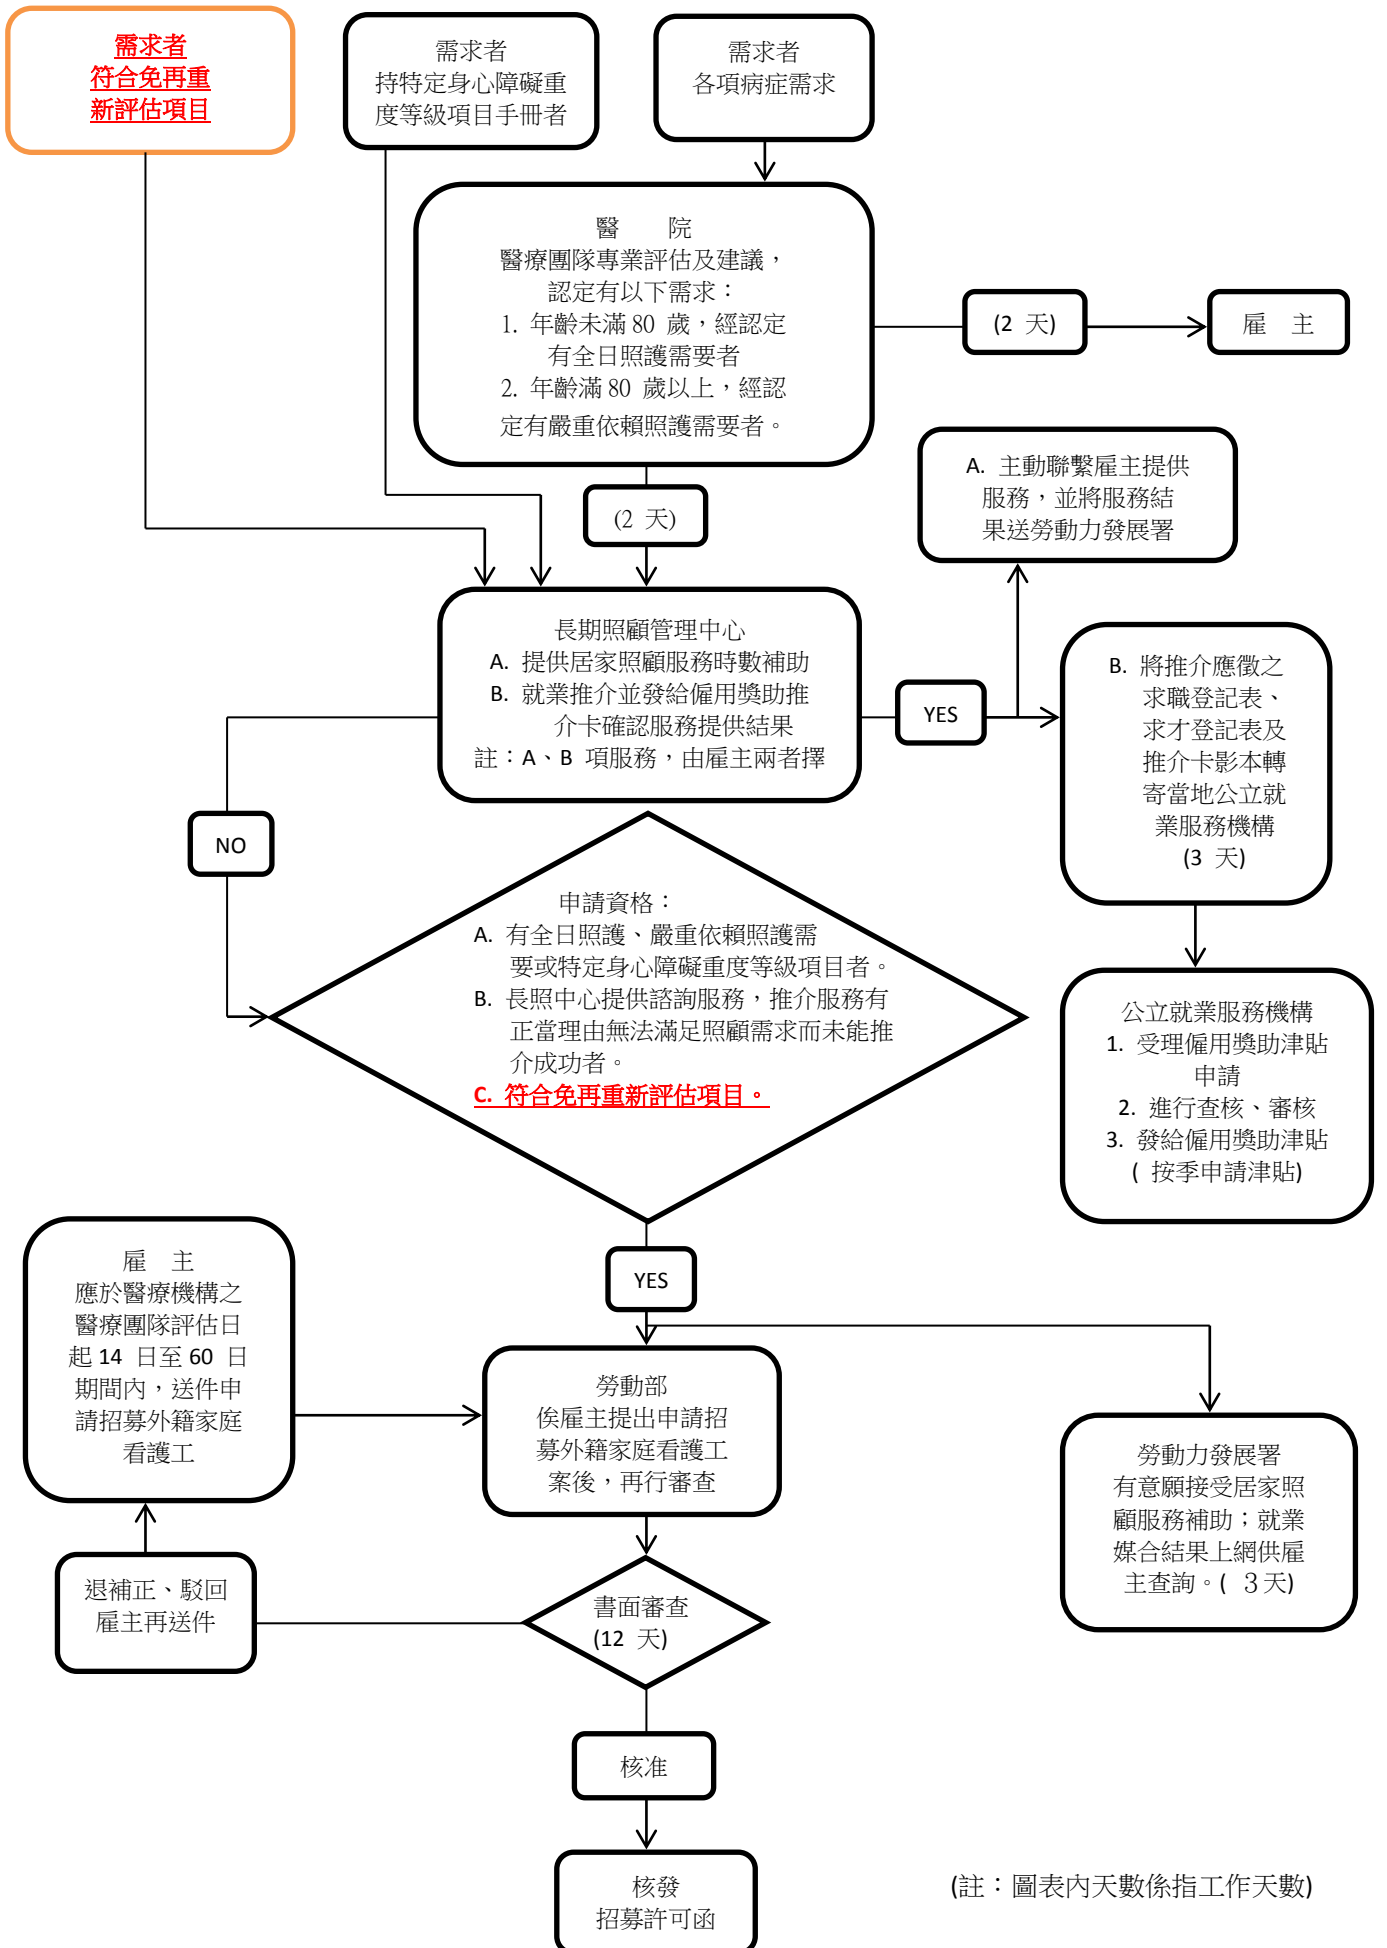 需求者
符合免再重
新評估項目
需求者
持特定身心障礙重
度等級項目手冊者
需求者
各項病症需求
醫 院
醫療團隊專業評估及建議，
認定有以下需求：
1. 年齡未滿 80 歲，經認定
有全日照護需要者
2. 年齡滿 80 歲以上，經認
定有嚴重依賴照護需要者。
(2 天)
雇 主
(2 天)
A. 主動聯繫雇主提供
服務，並將服務結
果送勞動力發展署
長期照顧管理中心
A. 提供居家照顧服務時數補助
B. 就業推介並發給僱用獎助推
介卡確認服務提供結果
註：A、B 項服務，由雇主兩者擇
YES
B. 將推介應徵之
求職登記表、
求才登記表及
推介卡影本轉
寄當地公立就
業服務機構
(3 天)
NO
申請資格：
A. 有全日照護、嚴重依賴照護需
要或特定身心障礙重度等級項目者。
B. 長照中心提供諮詢服務，推介服務有
正當理由無法滿足照顧需求而未能推
介成功者。
C. 符合免再重新評估項目。
公立就業服務機構
1. 受理僱用獎助津貼
申請
2. 進行查核、審核
3. 發給僱用獎助津貼
( 按季申請津貼)
YES
雇 主
應於醫療機構之
醫療團隊評估日
起 14 日至 60 日
期間內，送件申
請招募外籍家庭
看護工
勞動部
俟雇主提出申請招
募外籍家庭看護工
案後，再行審查
勞動力發展署
有意願接受居家照
顧服務補助；就業
媒合結果上網供雇
主查詢。( 3天)
退補正、駁回
雇主再送件
書面審查
(12 天)
核准
核發
招募許可函
(註：圖表內天數係指工作天數)